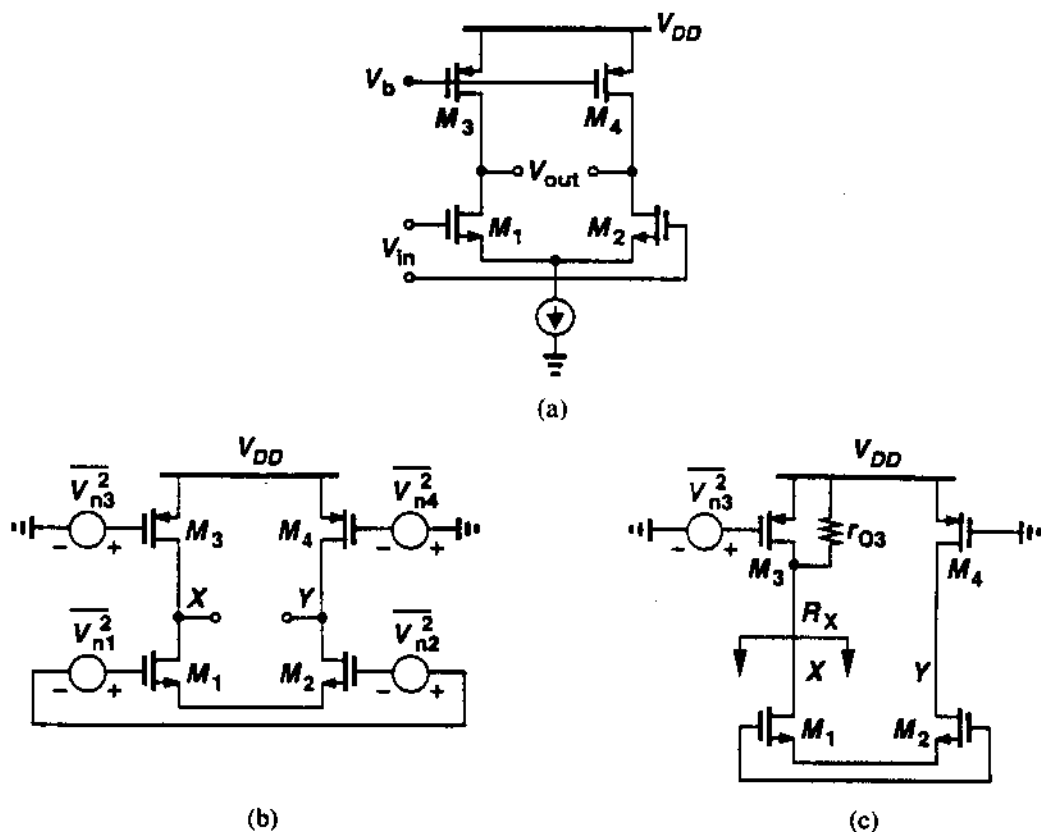 V_DD
V_b
M_3
M_4
V_out
M_1
M_2
V_in
(a)
V_DD
V_n3^2
V_n4^2
M_3
M_4
X
Y
V_n1^2
V_n2^2
M_1
M_2
(b)
V_DD
V_n3^2
r_O3
M_3
M_4
R_X
X
Y
M_1
M_2
(c)